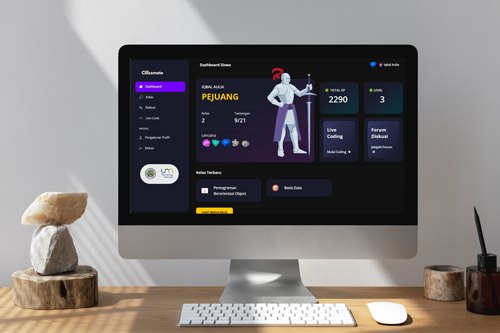 Classmate
Dashboard Siswa
Iqbal Aulia
Dashboard
Kelas
Diskusi
Live Code
PROFIL
Pengaturan Profil
Keluar
IQBAL AULIA
PEJUANG
Kelas
Tantangan
2
9/21
Lencana
TOTAL XP
2290
LEVEL
3
Live
Coding
Mulai Coding →
Forum
Diskusi
Jelajahi Forum
→
Kelas Terbaru
Pemrograman
Berorientasi Object
Basis Data